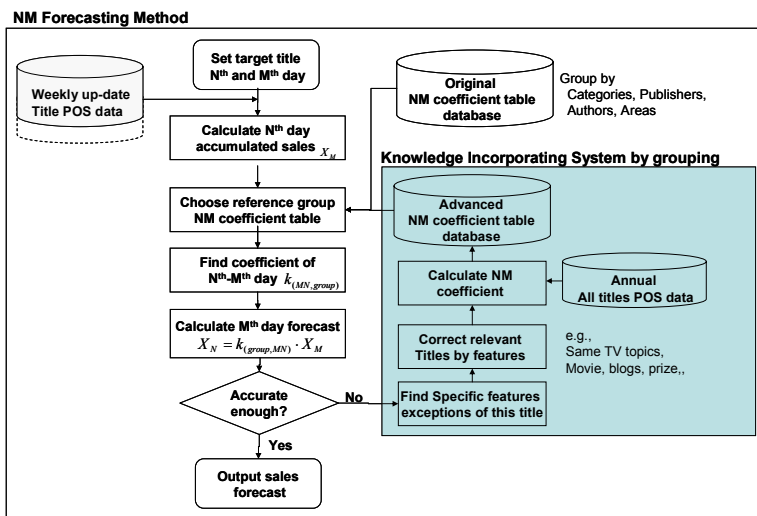 NM Forecasting Method
Set target title
Nth and Mth day
Weekly up-date
Title POS data
Original
NM coefficient table
database
Group by
Categories, Publishers,
Authors, Areas
Calculate Nth day
accumulated sales X_M
Knowledge Incorporating System by grouping
Choose reference group
NM coefficient table
Advanced
NM coefficient table
database
Find coefficient of
Nth-Mth day k_(MN,group)
Calculate NM
coefficient
Annual
All titles POS data
Calculate Mth day forecast
X_N = k_(group,MN) · X_M
Correct relevant
Titles by features
e.g.,
Same TV topics,
Movie, blogs, prize,,
Accurate
enough?
No
Find Specific features
exceptions of this title
Yes
Output sales
forecast